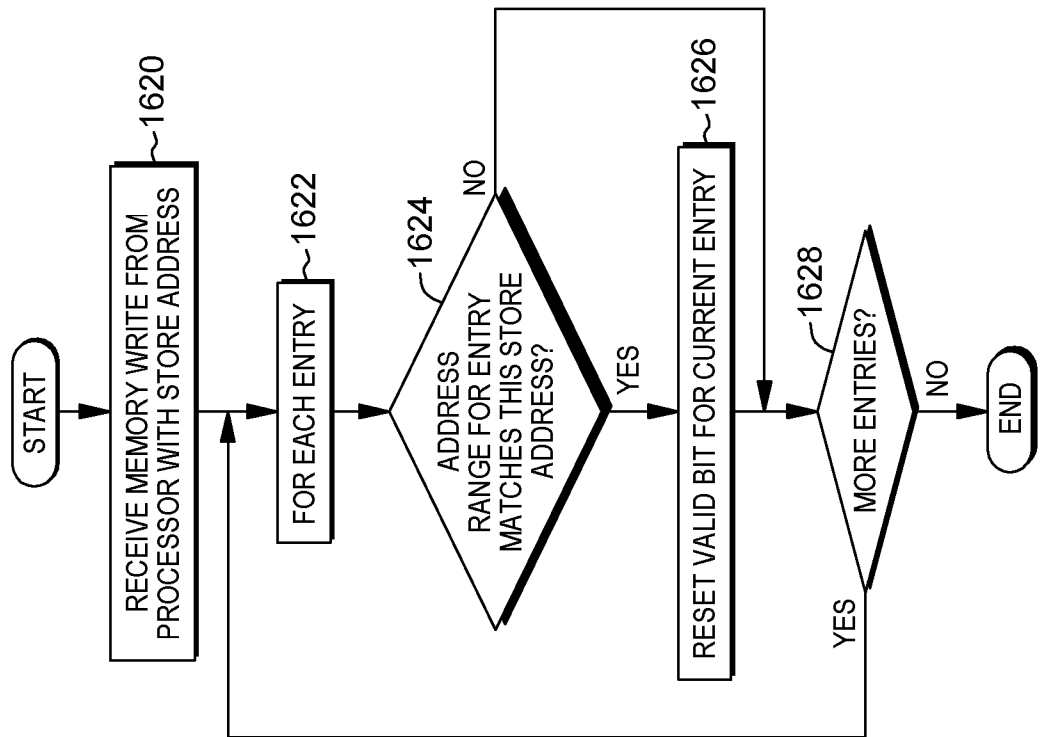 START
RECEIVE MEMORY WRITE FROM
PROCESSOR WITH STORE ADDRESS
1620
FOR EACH ENTRY
1622
ADDRESS
RANGE FOR ENTRY
MATCHES THIS STORE
ADDRESS?
1624
NO
YES
RESET VALID BIT FOR CURRENT ENTRY
1626
MORE ENTRIES?
1628
YES
NO
END